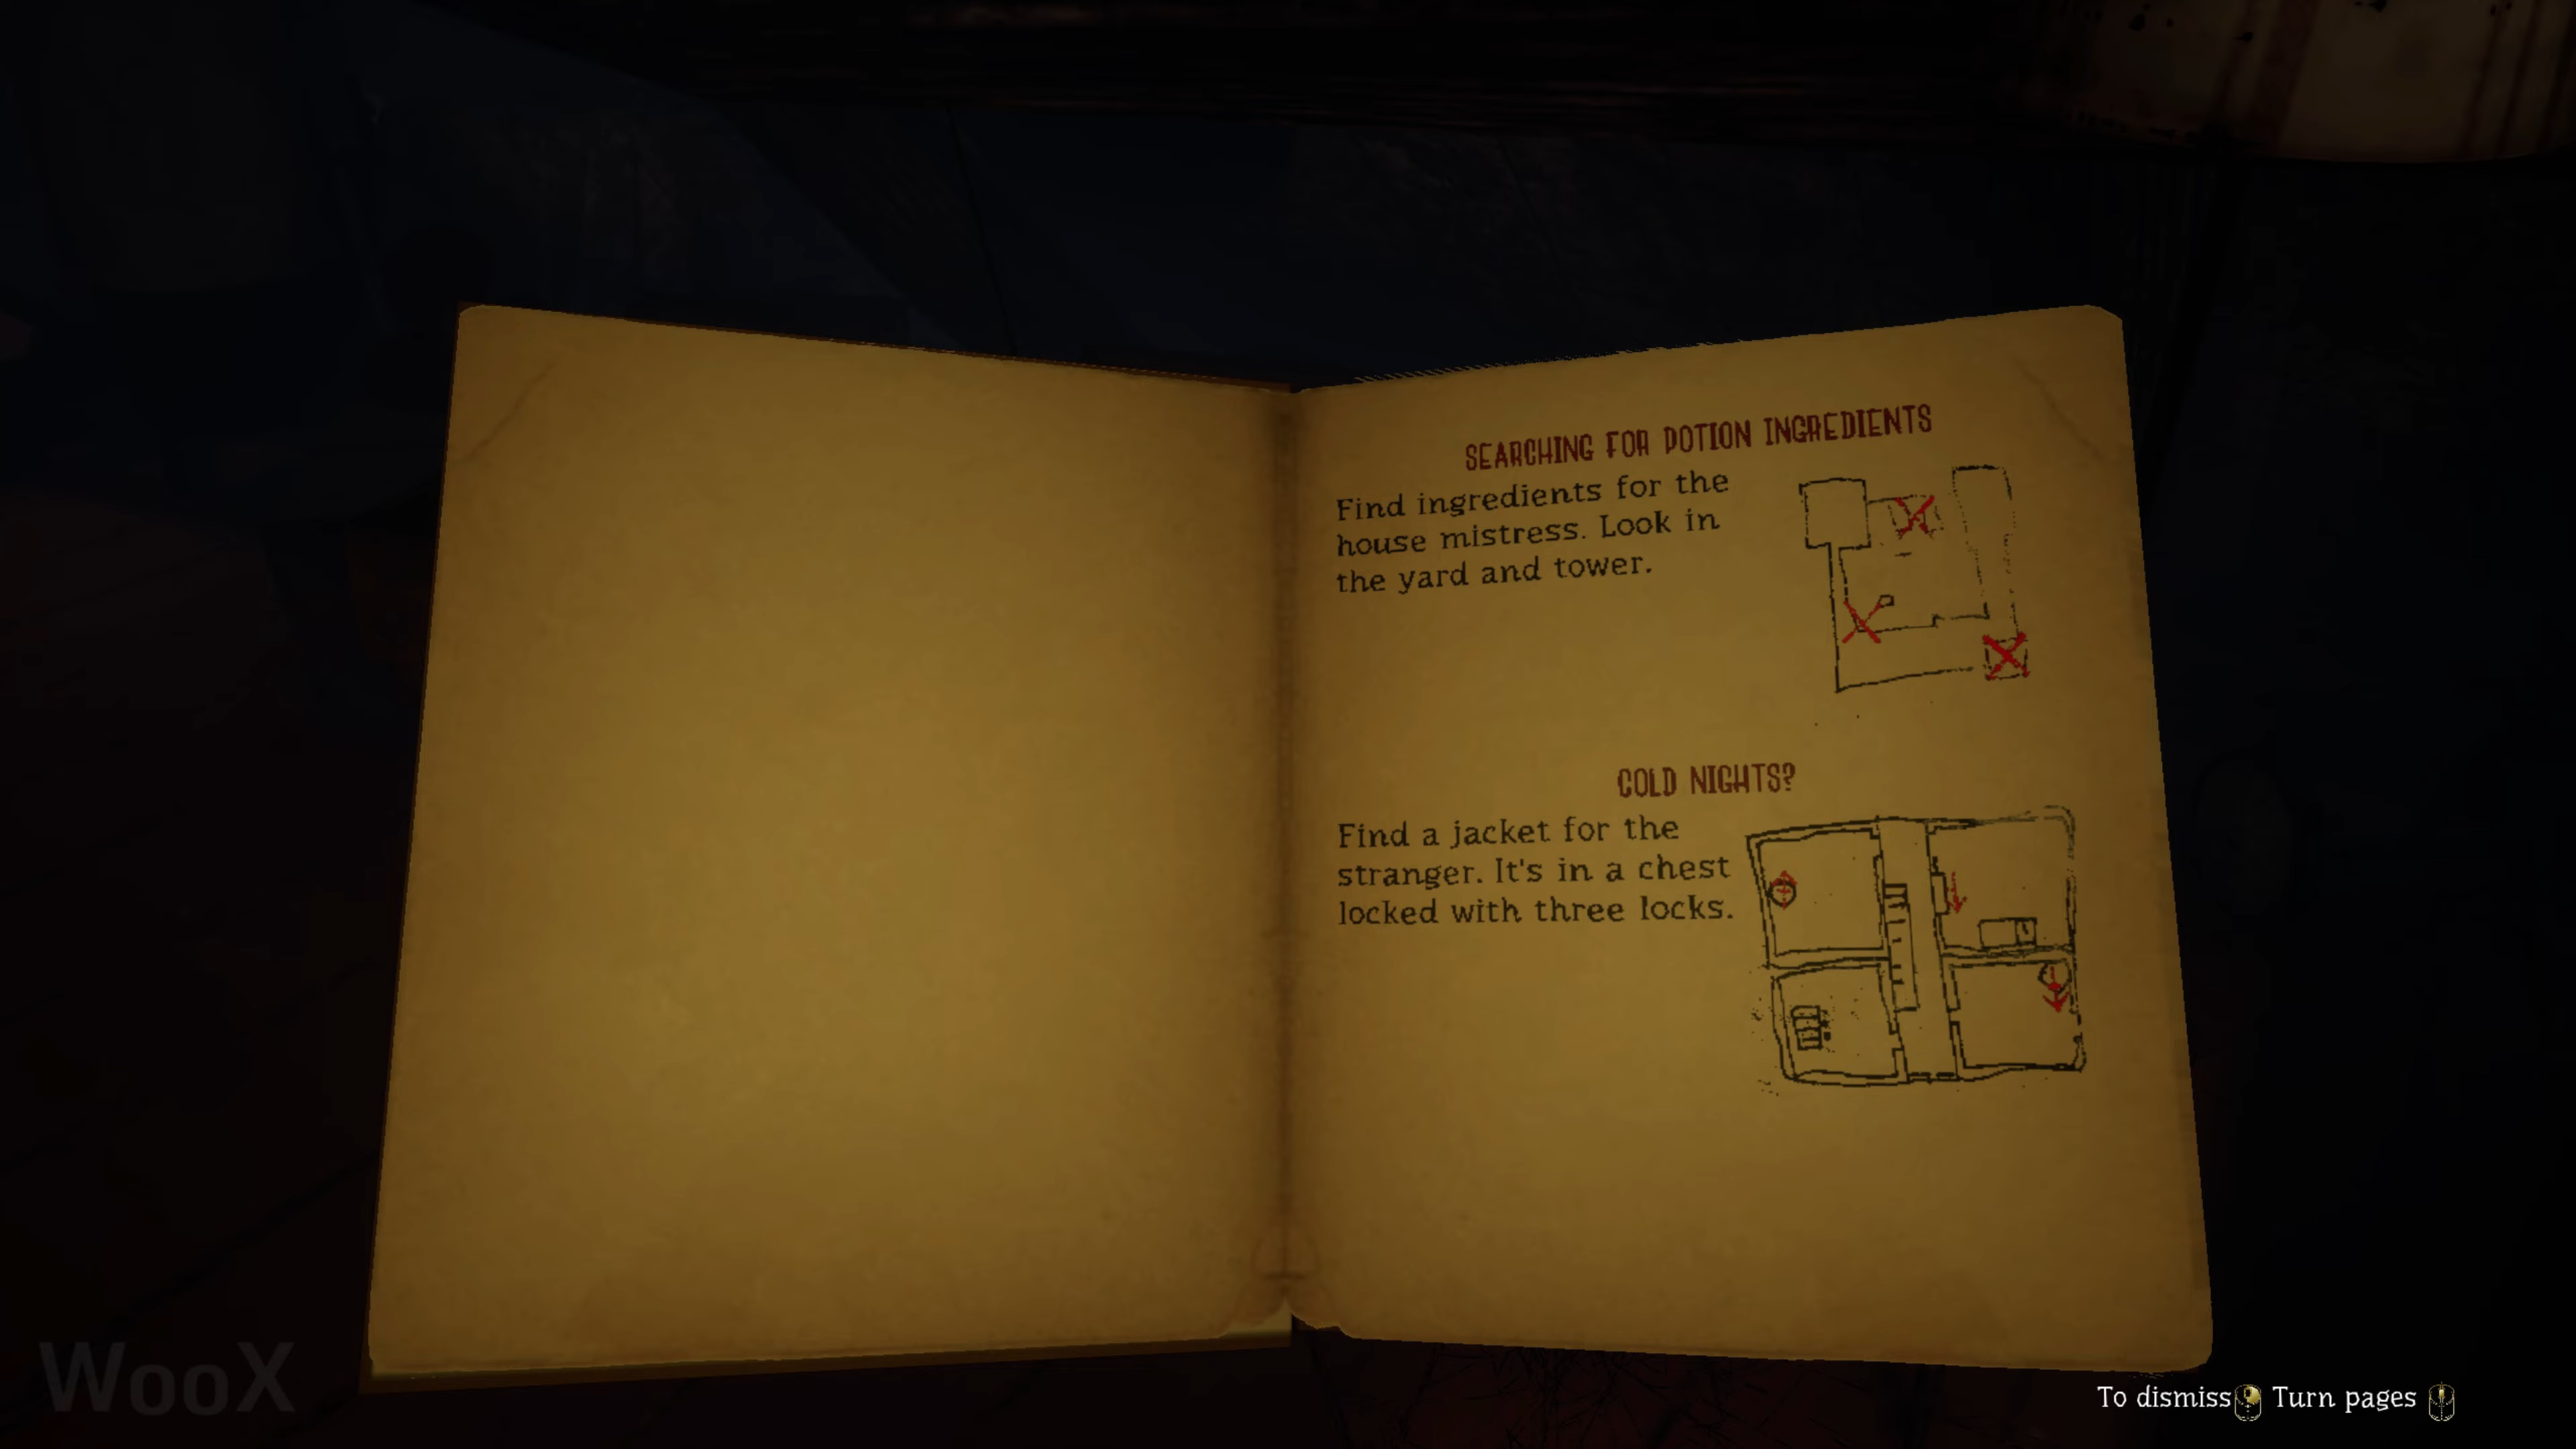 SEARCHING FOR POTION INGREDIENTS
Find ingredients for the
house mistress. Look in
the yard and tower.
COLD NIGHTS?
Find a jacket for the
stranger. It's in a chest
locked with three locks.
WooX
To dismiss Turn pages